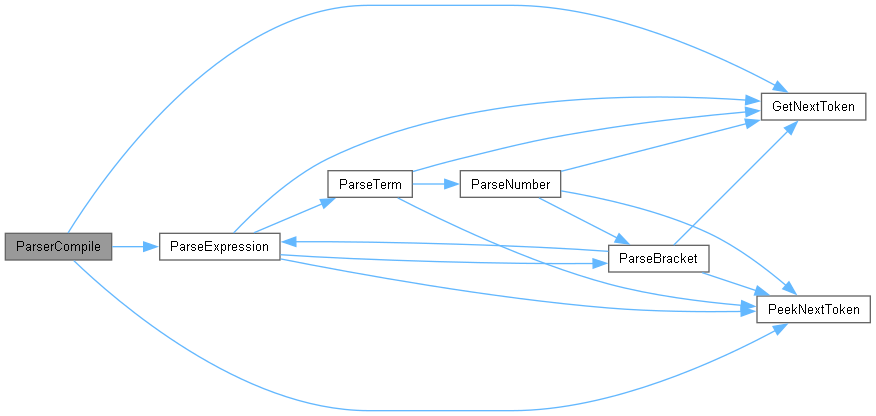 ParserCompile
ParseExpression
ParseTerm
ParseNumber
ParseBracket
GetNextToken
PeekNextToken